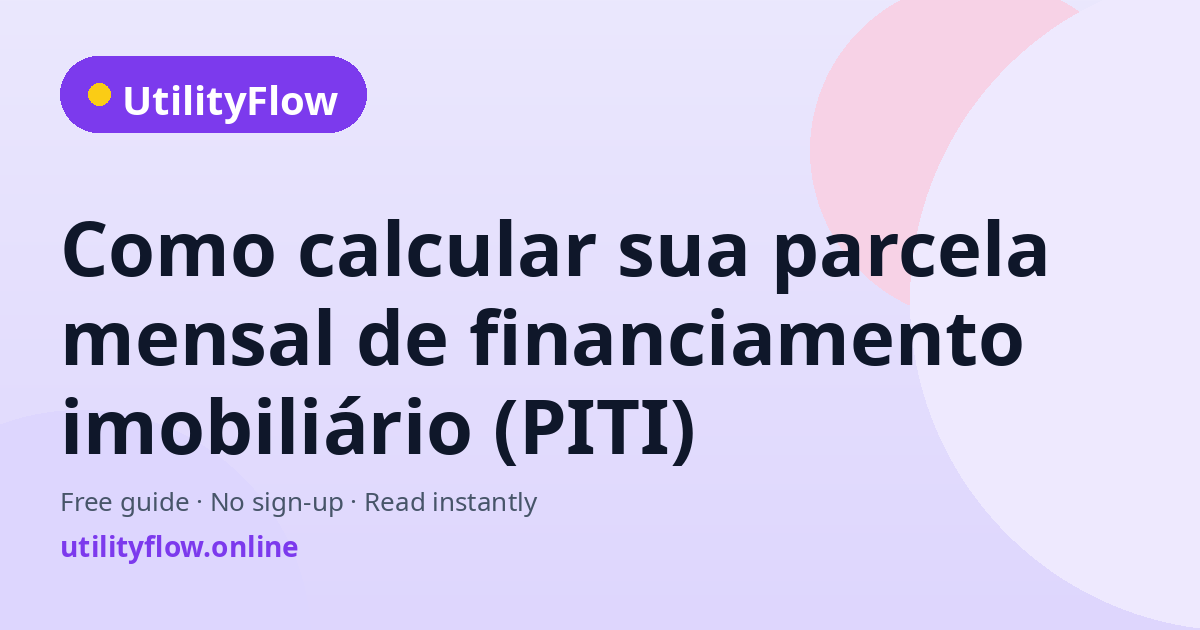 UtilityFlow
Como calcular sua parcela
mensal de financiamento
imobiliário (PITI)
Free guide · No sign-up · Read instantly
utilityflow.online